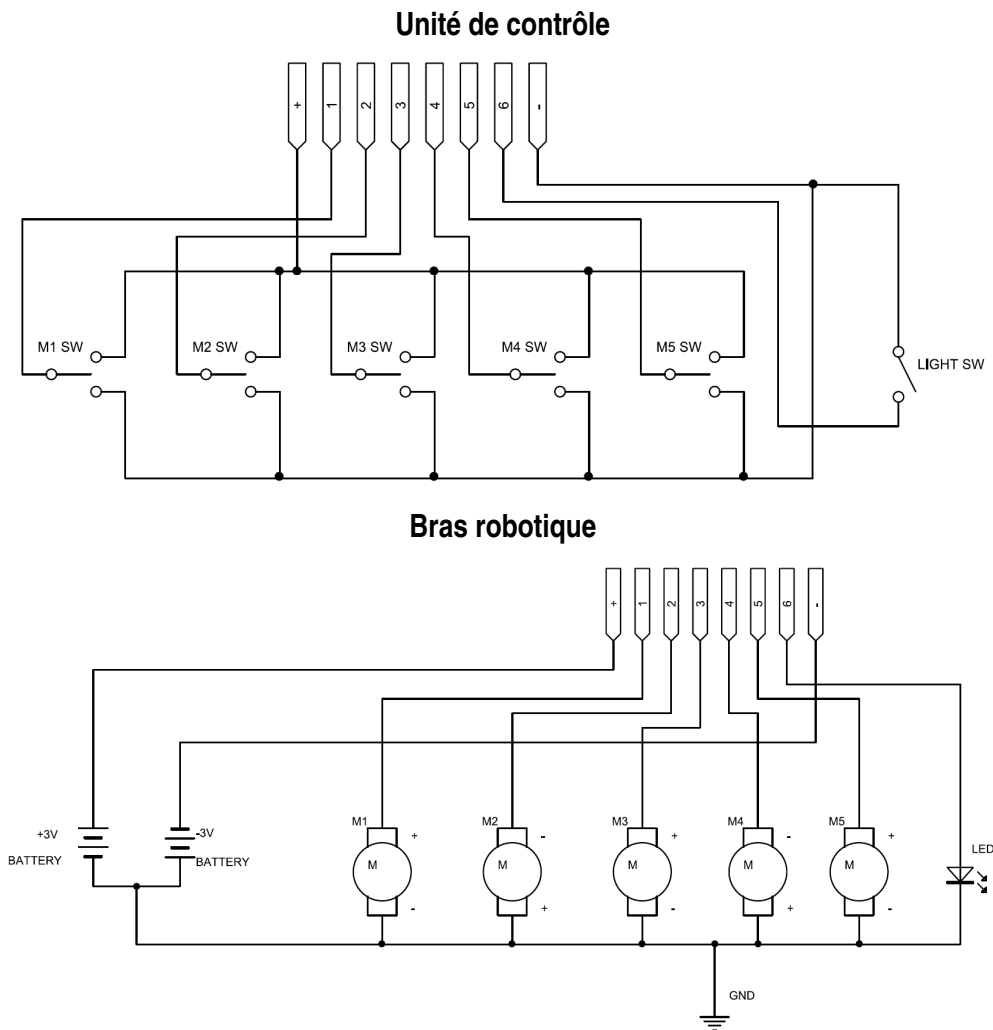 Unité de contrôle
+ 1 2 3 4 5 6 -
M1 SW M2 SW M3 SW M4 SW M5 SW
LIGHT SW
Bras robotique
+ 1 2 3 4 5 6 -
M1 + M2 - M3 + M4 - M5 +
+3V -3V
BATTERY BATTERY
M M M M M
LED
- + - + -
GND